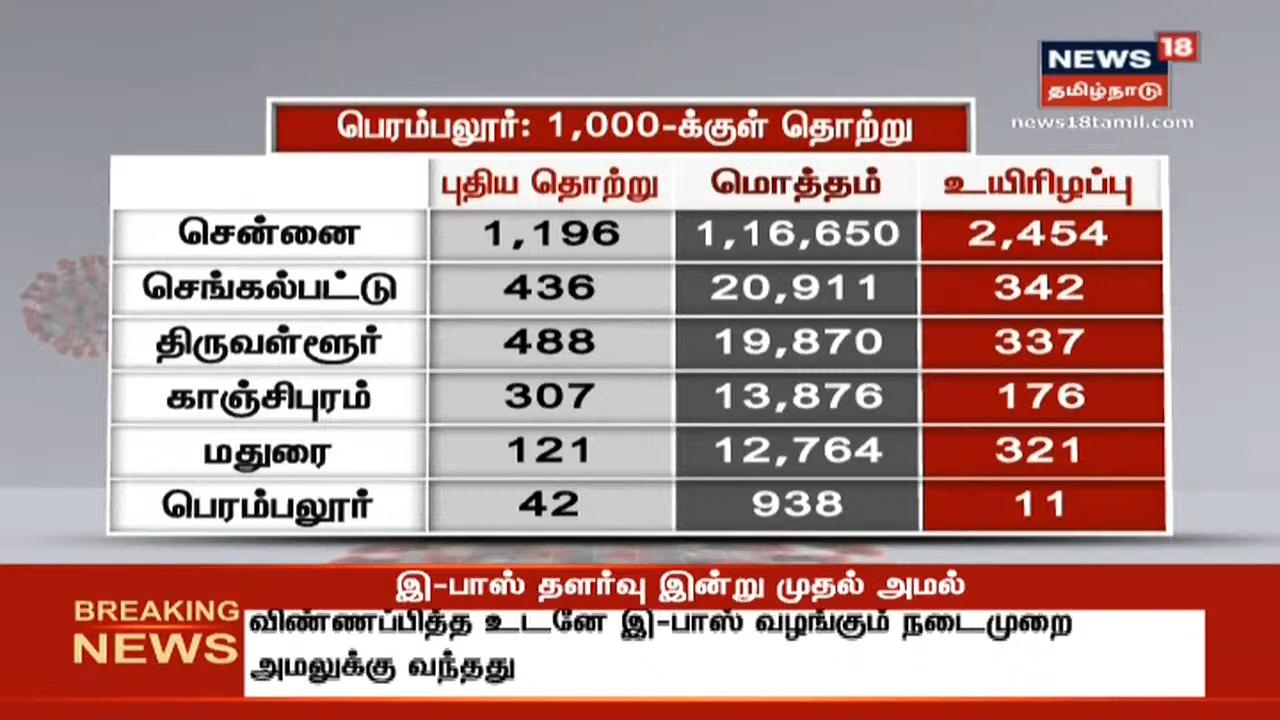 NEWS 18
தமிழ்நாடு
news18tamil.com
பெரம்பலூர்: 1,000-க்குள் தொற்று
புதிய தொற்று மொத்தம் உயிரிழப்பு
சென்னை 1,196 1,16,650 2,454
செங்கல்பட்டு 436 20,911 342
திருவள்ளூர் 488 19,870 337
காஞ்சிபுரம் 307 13,876 176
மதுரை 121 12,764 321
பெரம்பலூர் 42 938 11
இ-பாஸ் தளர்வு இன்று முதல் அமல்
BREAKING
NEWS
விண்ணப்பித்த உடனே இ-பாஸ் வழங்கும் நடைமுறை
அமலுக்கு வந்தது